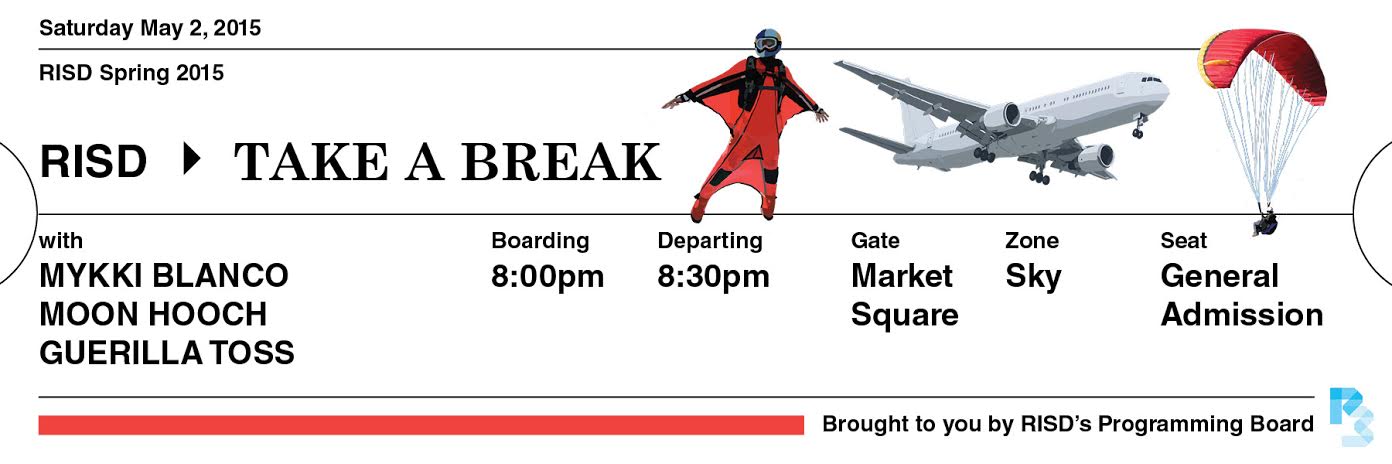 Saturday May 2, 2015
RISD Spring 2015
RISD ▶ TAKE A BREAK
with
MYKKI BLANCO
MOON HOOCH
GUERILLA TOSS
Boarding
8:00pm
Departing
8:30pm
Gate
Market
Square
Zone
Sky
Seat
General
Admission
Brought to you by RISD's Programming Board